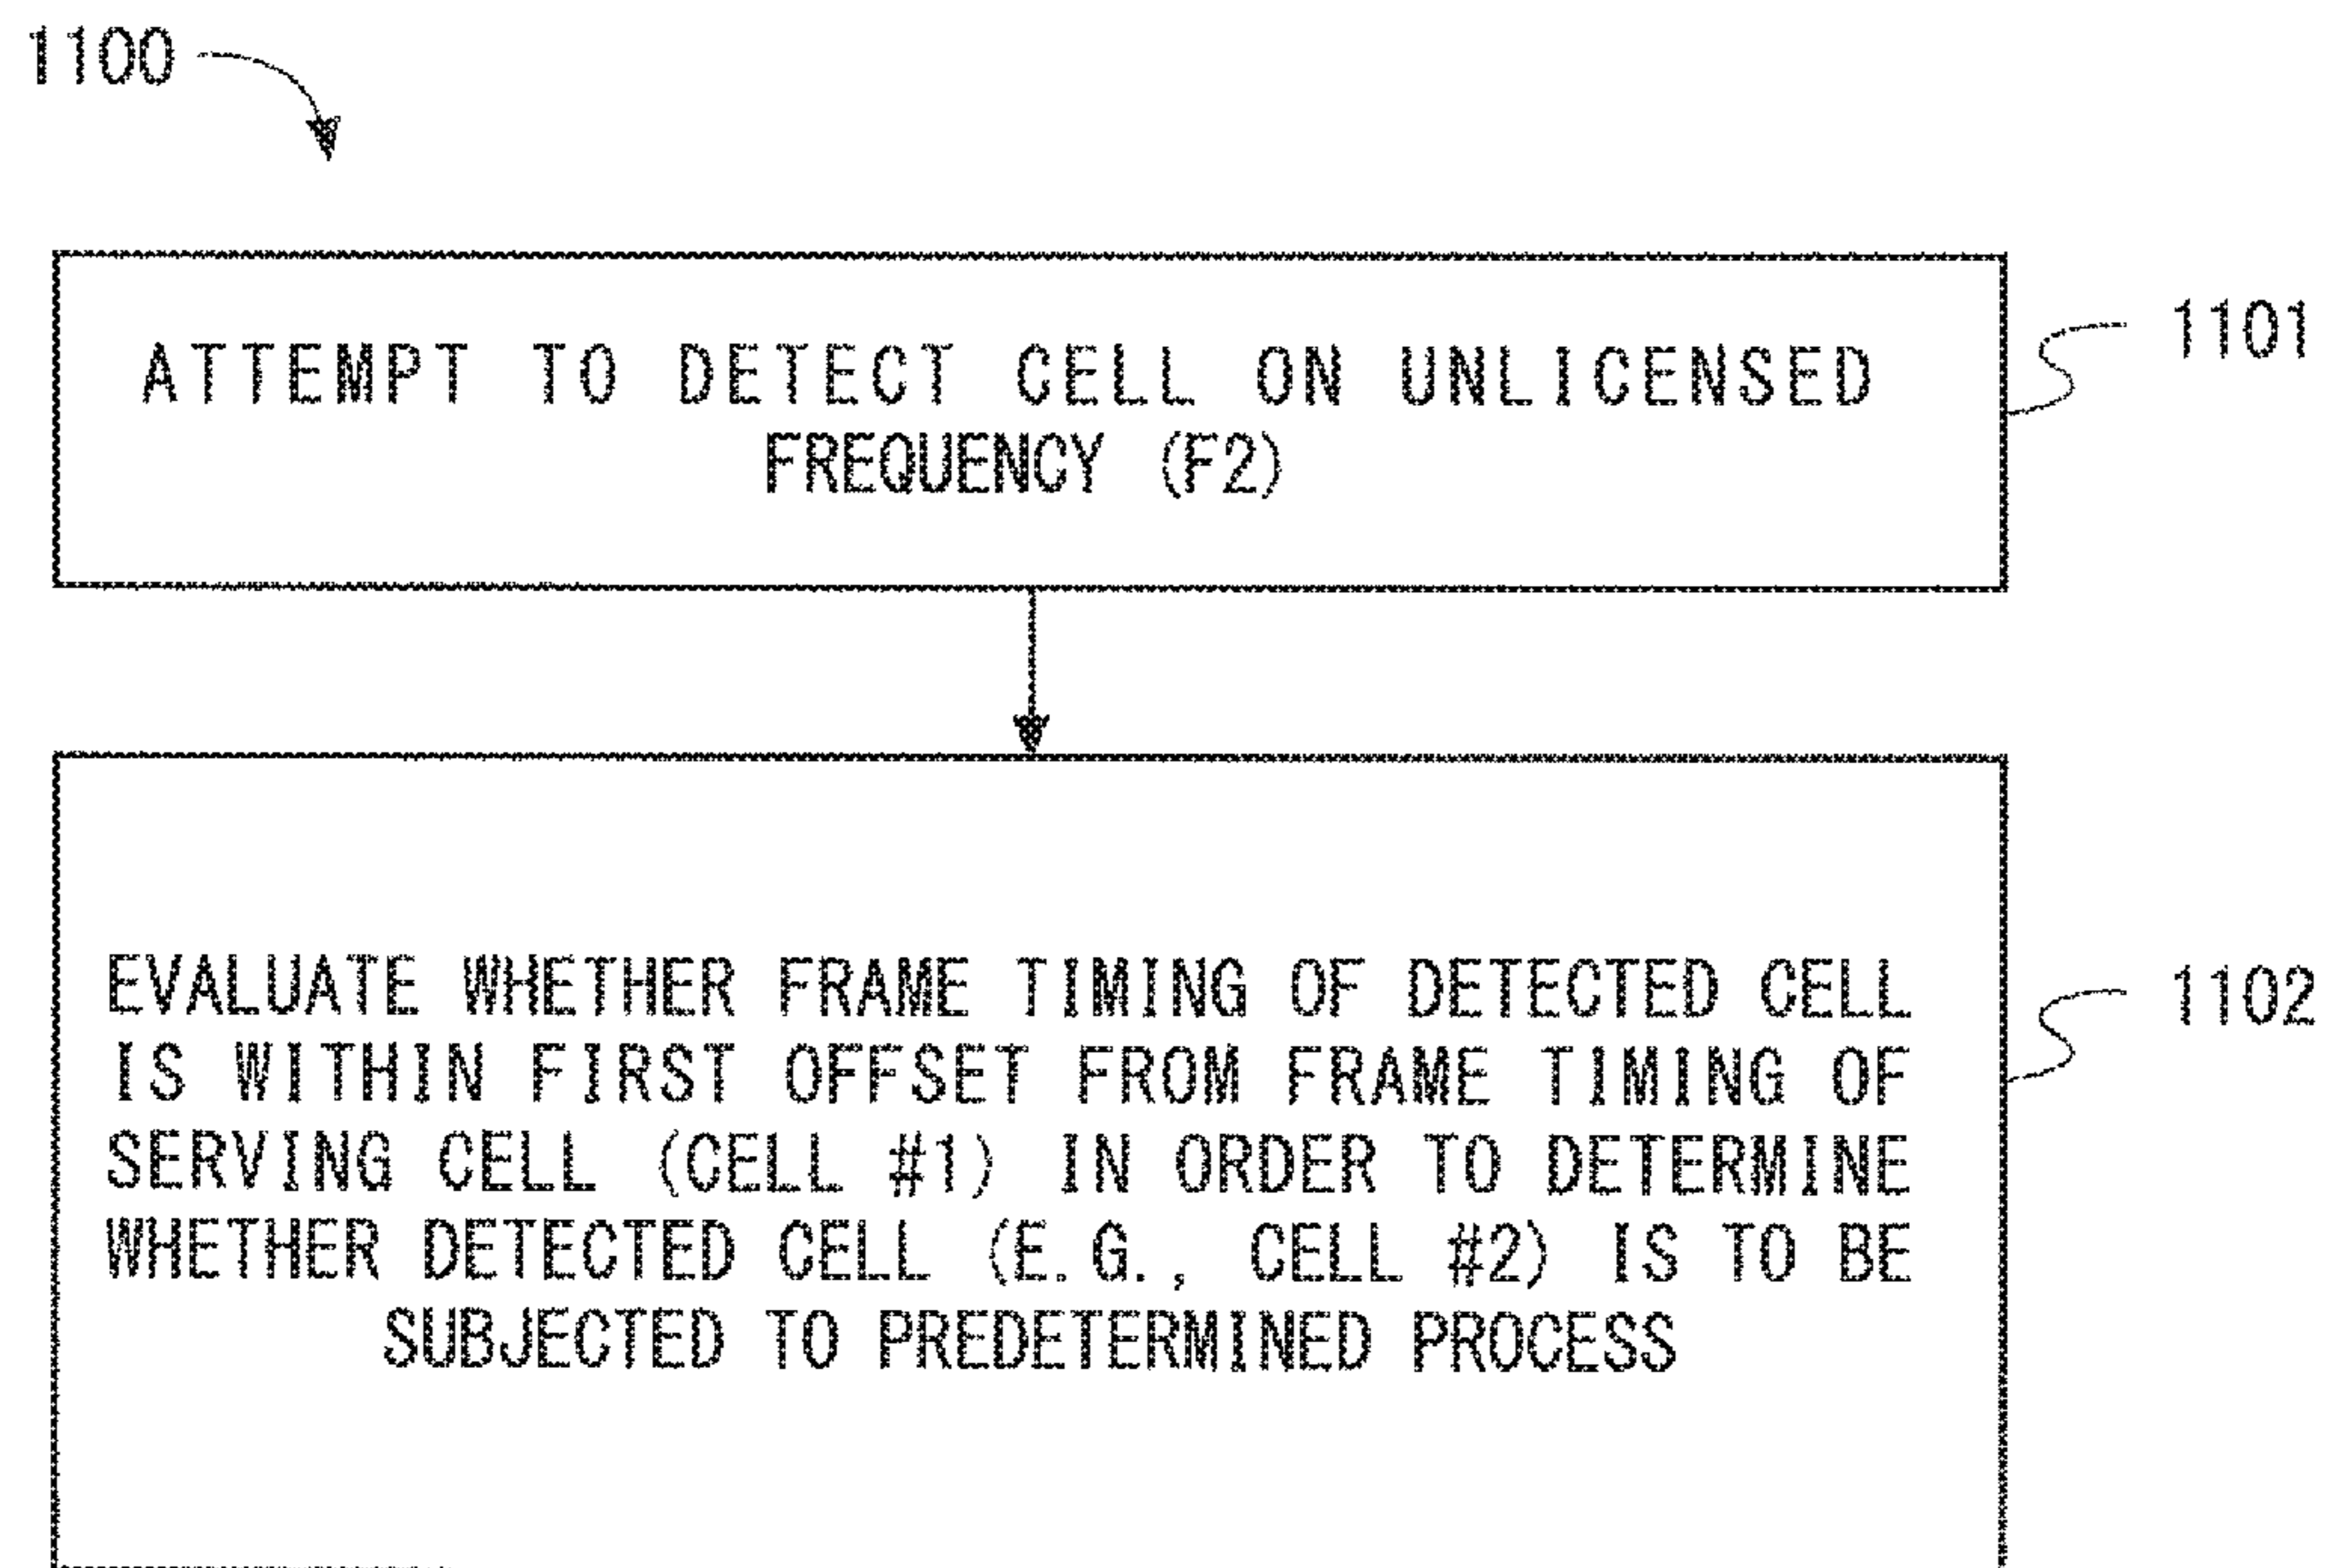 1100
ATTEMPT TO DETECT CELL ON UNLICENSED
FREQUENCY (F2)
1101
EVALUATE WHETHER FRAME TIMING OF DETECTED CELL
IS WITHIN FIRST OFFSET FROM FRAME TIMING OF
SERVING CELL (CELL #1) IN ORDER TO DETERMINE
WHETHER DETECTED CELL (E.G., CELL #2) IS TO BE
SUBJECTED TO PREDETERMINED PROCESS
1102